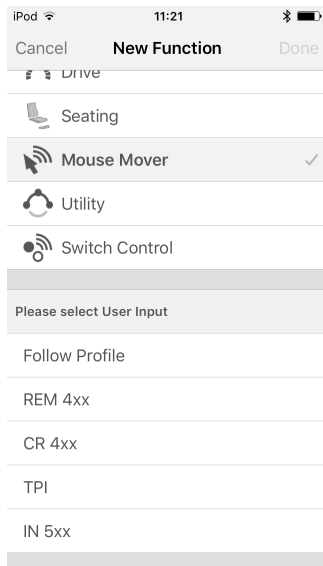 iPod 11:21
Cancel New Function Done
Drive
Seating
Mouse Mover
Utility
Switch Control
Please select User Input
Follow Profile
REM 4xx
CR 4xx
TPI
IN 5xx